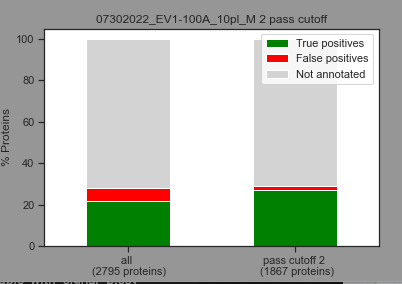 07302022_EV1-100A_10pl_M 2 pass cutoff
True positives
False positives
Not annotated
% Proteins
100
80
60
40
20
0
all
(2795 proteins)
pass cutoff 2
(1867 proteins)